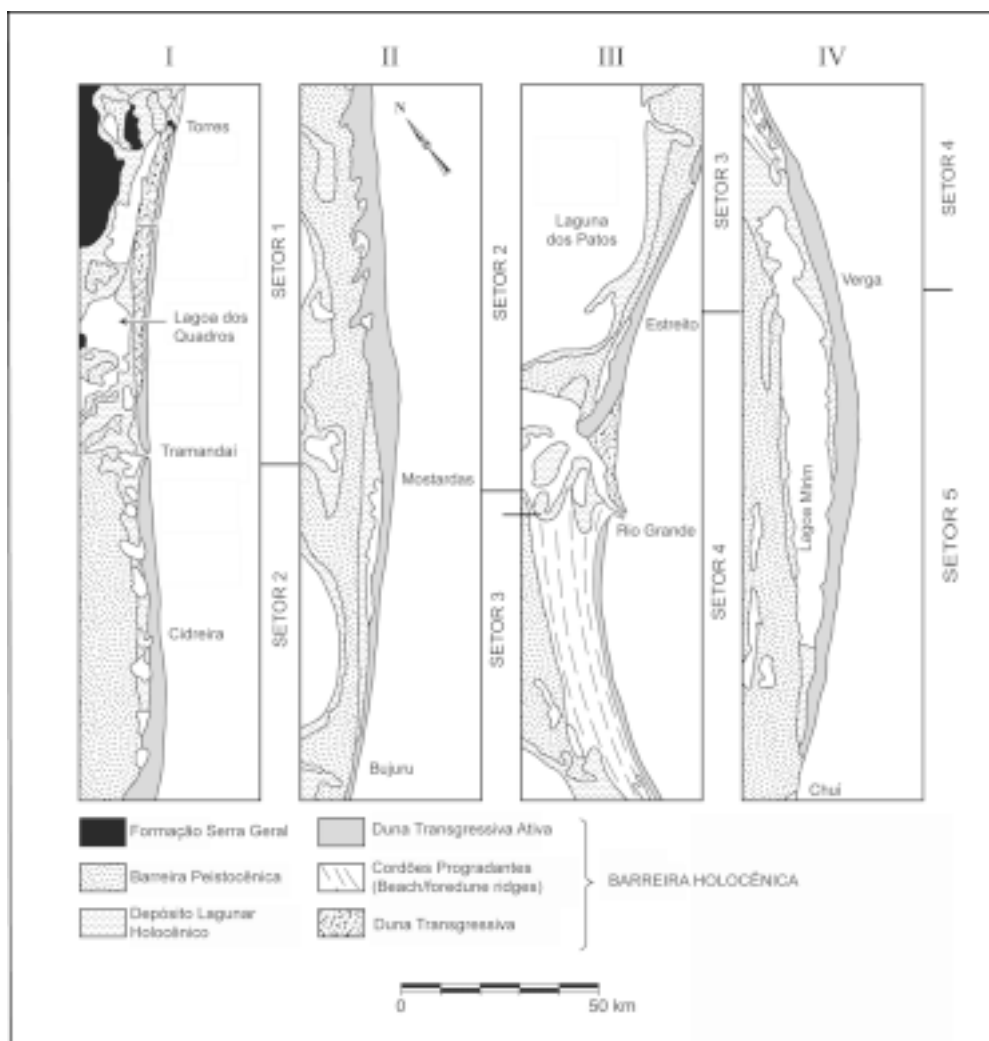 I
II
III
IV
Torres
Lagoa dos
Quadros
Tramandaí
Cidreira
SETOR 1
SETOR 2
N
Mostardas
Bujuru
SETOR 2
SETOR 3
Laguna
dos Patos
Estreito
Rio Grande
SETOR 3
SETOR 4
Verga
Lagoa Mirim
Chuí
SETOR 4
SETOR 5
Formação Serra Geral
Barreira Peistocênica
Depósito Lagunar
Holocênico
Duna Transgressiva Ativa
Cordões Progradantes
(Beach/foredune ridges)
Duna Transgressiva
BARREIRA HOLOCÊNICA
0
50 km